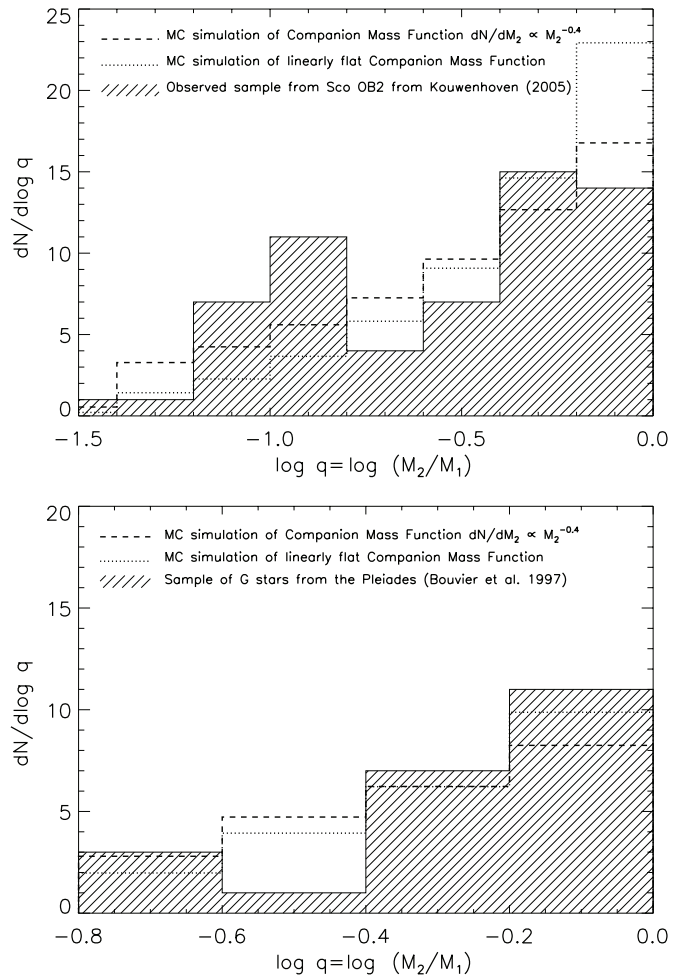 25
20
15
10
5
0
dN/dlog q
MC simulation of Companion Mass Function dN/dM₂ ∝ M₂^−0.4
MC simulation of linearly flat Companion Mass Function
Observed sample from Sco OB2 from Kouwenhoven (2005)
−1.5 −1.0 −0.5 0.0
log q=log (M₂/M₁)
20
15
10
5
0
dN/dlog q
MC simulation of Companion Mass Function dN/dM₂ ∝ M₂^−0.4
MC simulation of linearly flat Companion Mass Function
Sample of G stars from the Pleiades (Bouvier et al. 1997)
−0.8 −0.6 −0.4 −0.2 0.0
log q=log (M₂/M₁)